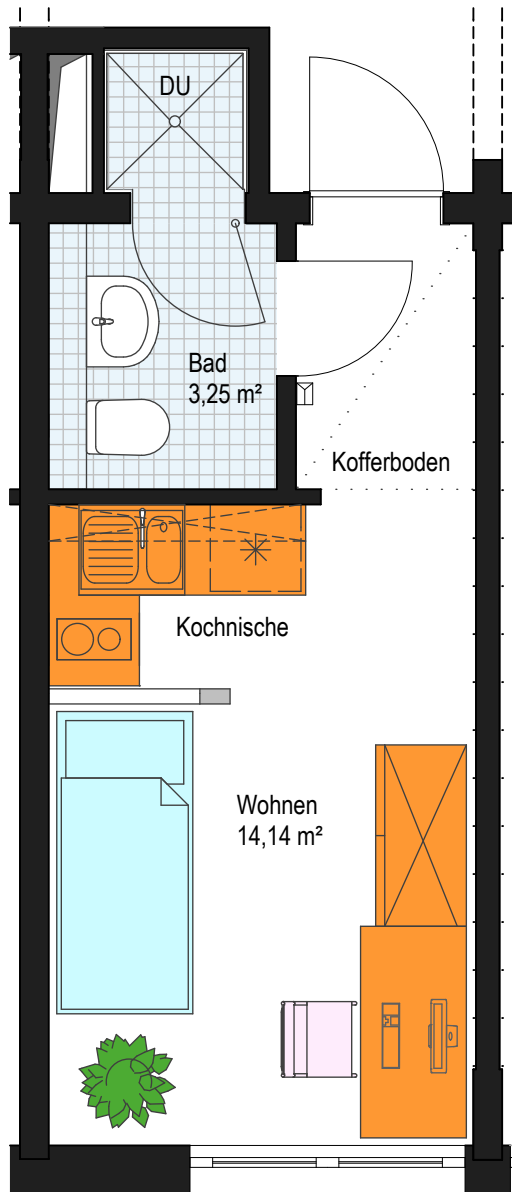 DU
Bad
3,25 m²
Kofferboden
Kochnische
Wohnen
14,14 m²